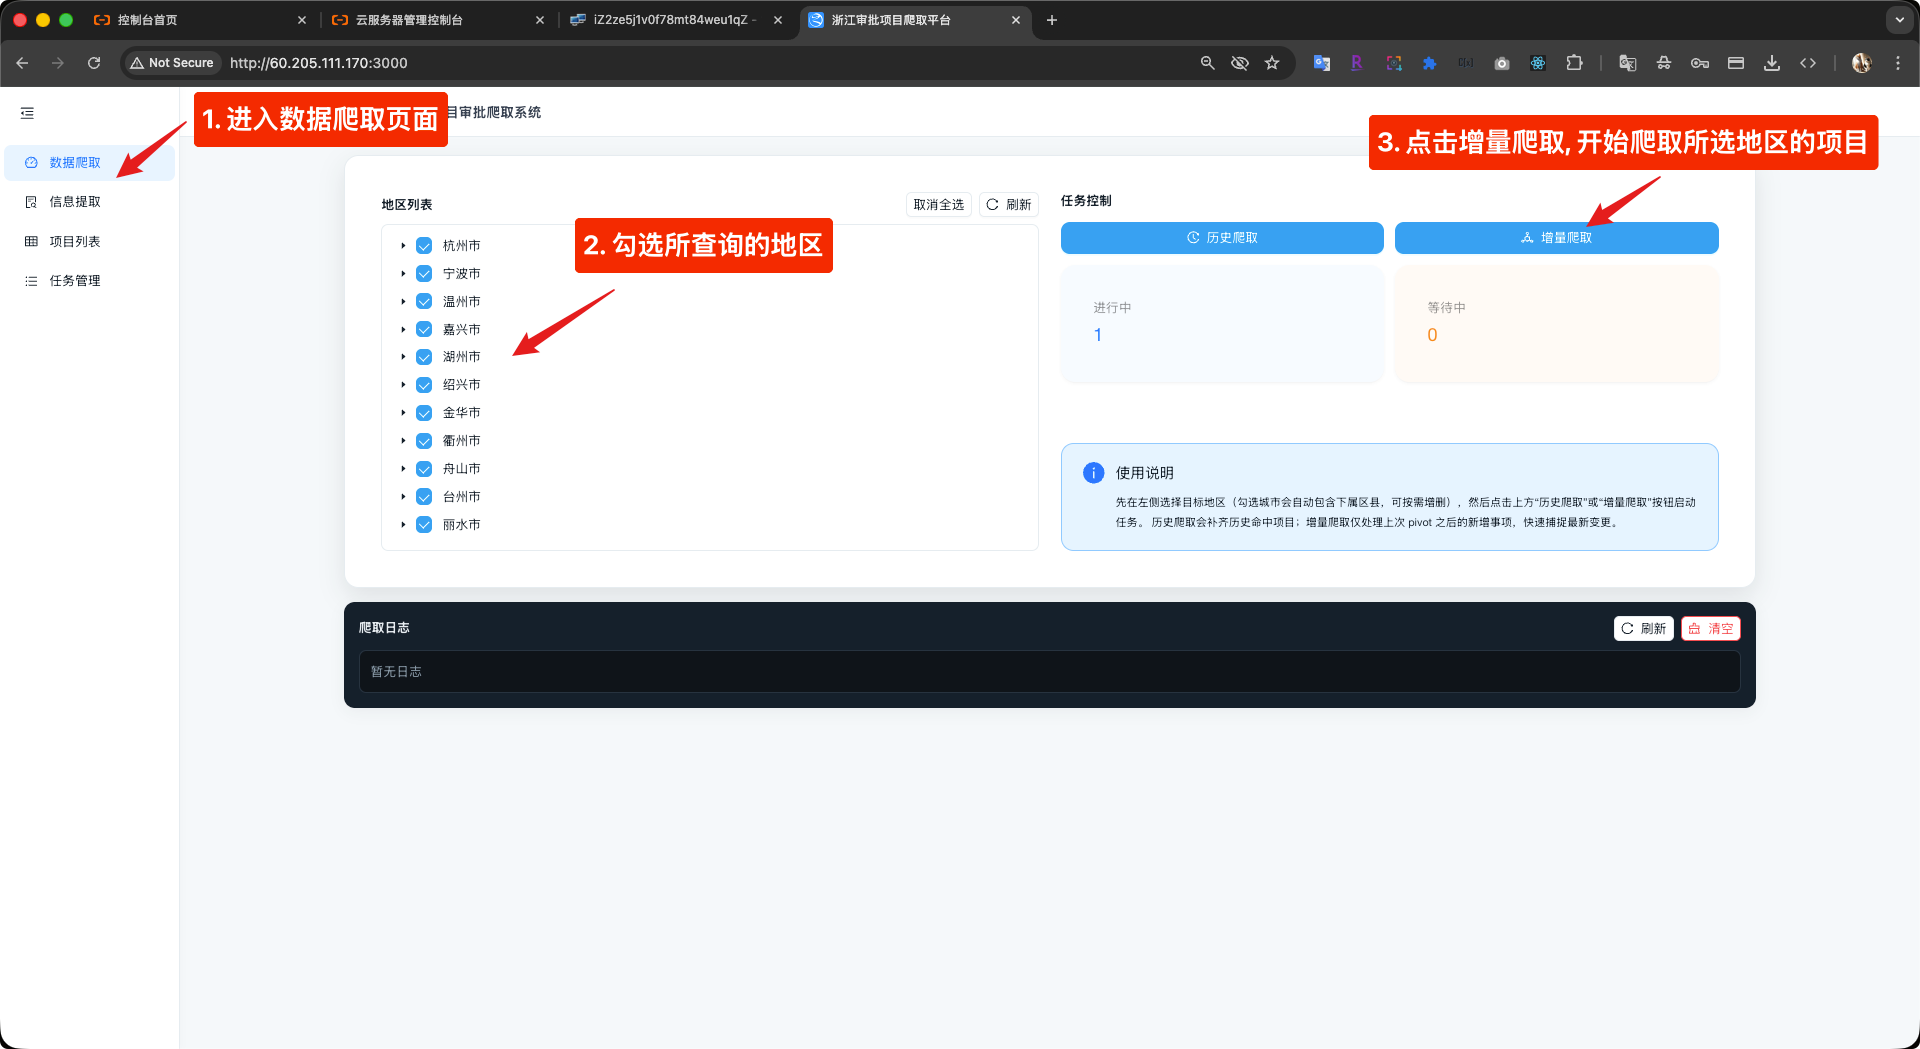 控制台首页
云服务器管理控制台
iZ2ze5j1v0f78mt84weu1qZ -
浙江审批项目爬取平台
Not Secure
http://60.205.111.170:3000
1. 进入数据爬取页面
目审批爬取系统
3. 点击增量爬取, 开始爬取所选地区的项目
数据爬取
信息提取
项目列表
任务管理
地区列表
取消全选
刷新
2. 勾选所查询的地区
杭州市
宁波市
温州市
嘉兴市
湖州市
绍兴市
金华市
衢州市
舟山市
台州市
丽水市
任务控制
历史爬取
增量爬取
进行中
1
等待中
0
使用说明
先在左侧选择目标地区（勾选城市会自动包含下属区县，可按需增删），然后点击上方“历史爬取”或“增量爬取”按钮启动
任务。 历史爬取会补齐历史命中项目；增量爬取仅处理上次 pivot 之后的新增事项，快速捕捉最新变更。
爬取日志
刷新
清空
暂无日志